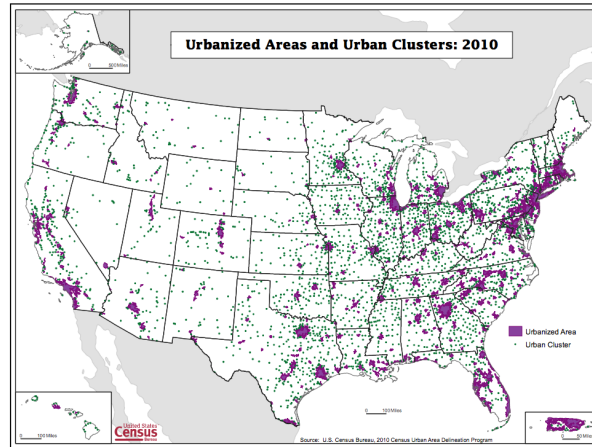 Urbanized Areas and Urban Clusters: 2010
0 500 Miles
Urbanized Area
Urban Cluster
0 100 Miles
0 100 Miles
United States
Census
Bureau
Source: U.S. Census Bureau, 2010 Census Urban Area Delineation Program
0 50 Miles